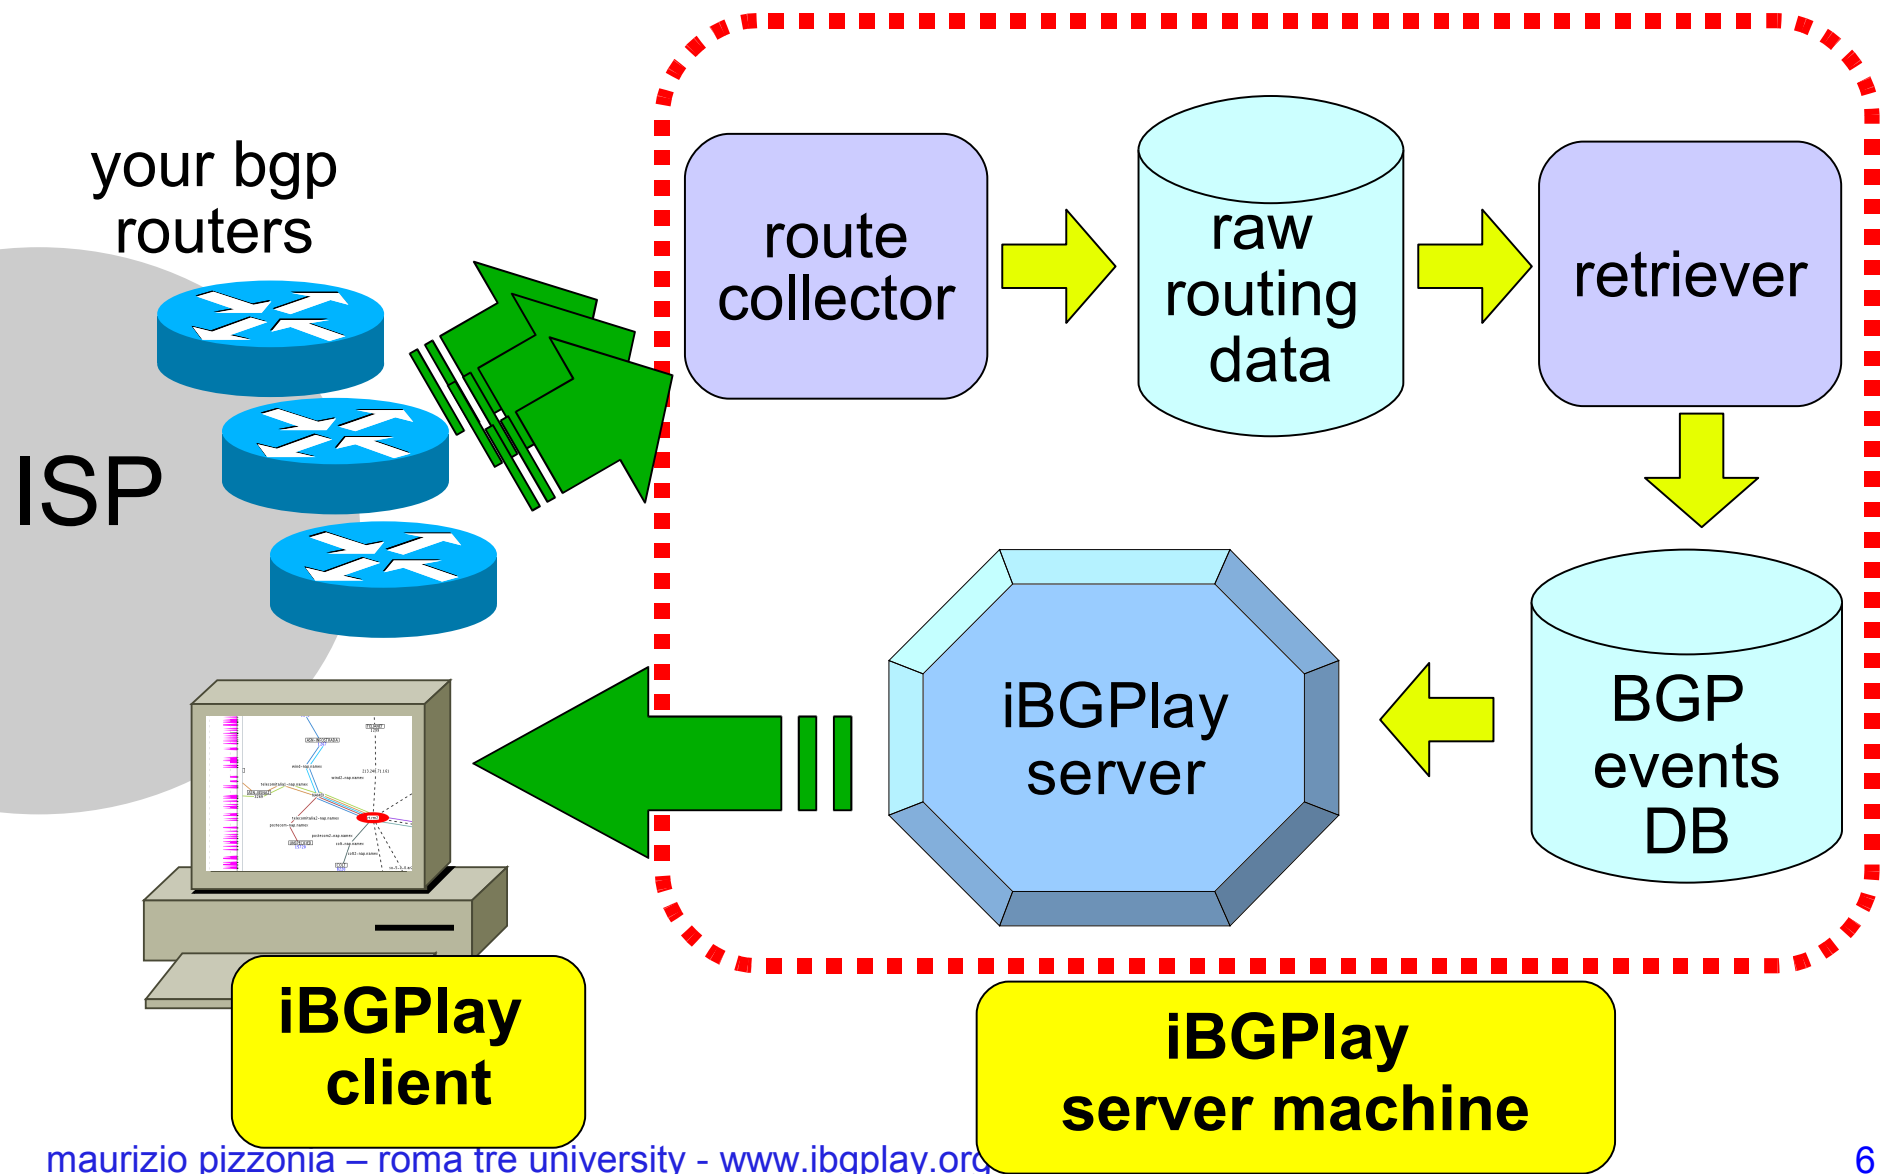 your bgp
routers
ISP
route
collector
raw
routing
data
retriever
BGP
events
DB
iBGPlay
server
iBGPlay
client
iBGPlay
server machine
maurizio pizzonia – roma tre university - www.ibgplay.org
6